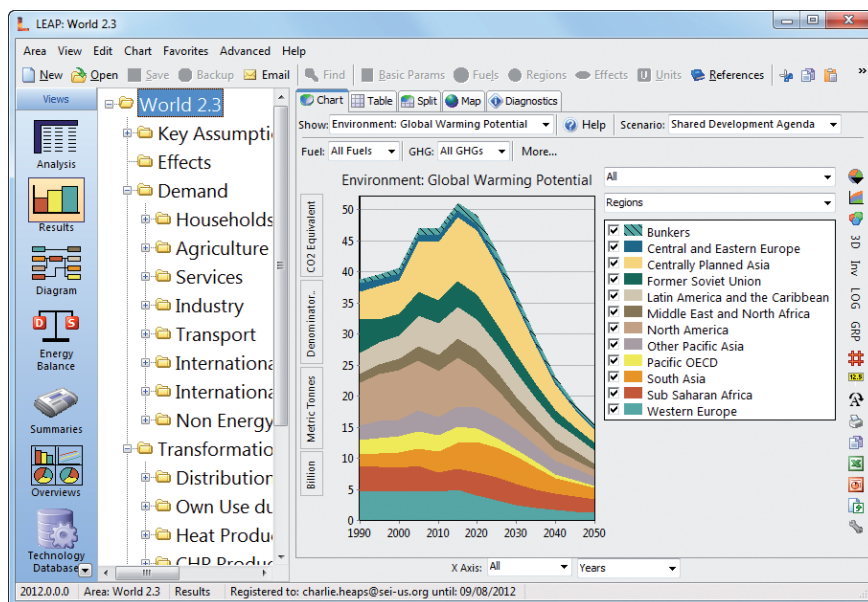 LEAP: World 2.3
Area View Edit Chart Favorites Advanced Help
New Open Save Backup Email Find Basic Params Fuels Regions Effects Units References »
Views
Analysis
Results
Diagram
Energy
Balance
Summaries
Overviews
Technology
Database
World 2.3
Key Assumpti
Effects
Demand
Households
Agriculture
Services
Industry
Transport
Internationa
Internationa
Non Energy
Transformatio
Distribution
Own Use du
Heat Produc
CHP Produc
Chart Table Split Map Diagnostics
Show: Environment: Global Warming Potential Help Scenario: Shared Development Agenda
Fuel: All Fuels GHG: All GHGs More...
Environment: Global Warming Potential
CO2 Equivalent
Denominator..
Metric Tonnes
Billion
50
45
40
35
30
25
20
15
10
5
0
1990 2000 2010 2020 2030 2040 2050
All
Regions
Bunkers
Central and Eastern Europe
Centrally Planned Asia
Former Soviet Union
Latin America and the Caribbean
Middle East and North Africa
North America
Other Pacific Asia
Pacific OECD
South Asia
Sub Saharan Africa
Western Europe
3D
Inv
LOG
GRP
12.5
A
X Axis: All Years
2012.0.0.0 Area: World 2.3 Results Registered to: charlie.heaps@sei-us.org until: 09/08/2012